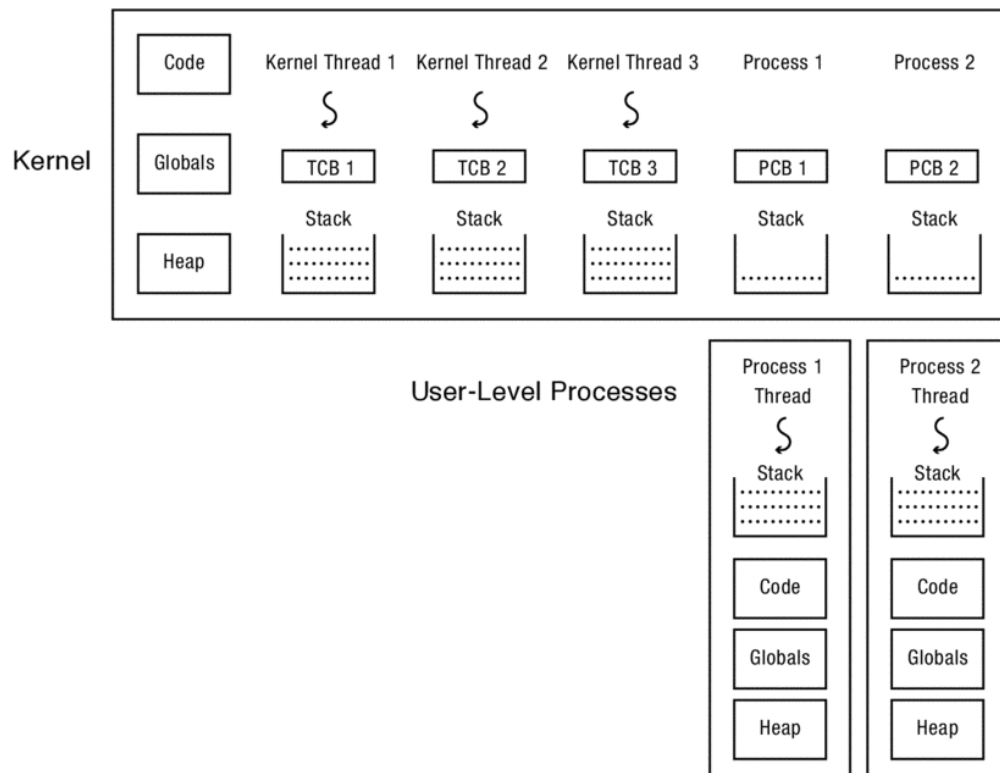 Code
Kernel Thread 1
Kernel Thread 2
Kernel Thread 3
Process 1
Process 2
Kernel
Globals
TCB 1
TCB 2
TCB 3
PCB 1
PCB 2
Stack
Stack
Stack
Stack
Stack
Heap
User-Level Processes
Process 1
Thread
Stack
Code
Globals
Heap
Process 2
Thread
Stack
Code
Globals
Heap